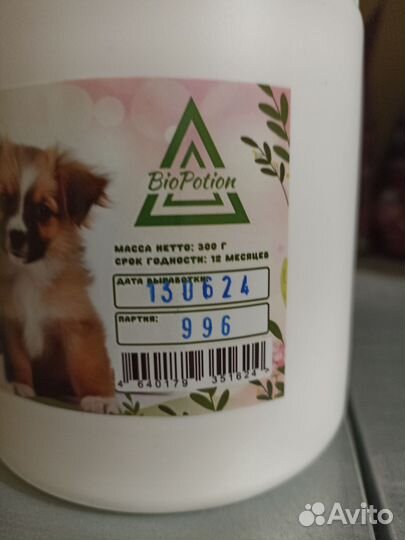 BioPotion
МАССА НЕТТО: 300 Г
СРОК ГОДНОСТИ: 12 МЕСЯЦЕВ
ДАТА ВЫРАБОТКИ:
130624
ПАРТИЯ:
996
4 640179 351624
Avito